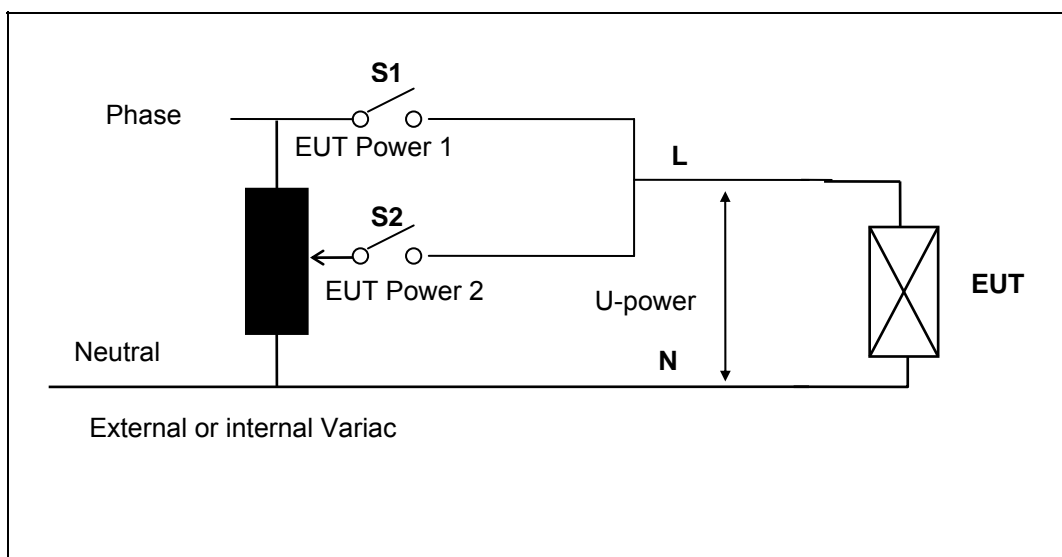 S1
Phase
EUT Power 1
L
S2
EUT Power 2
U-power
EUT
Neutral
N
External or internal Variac